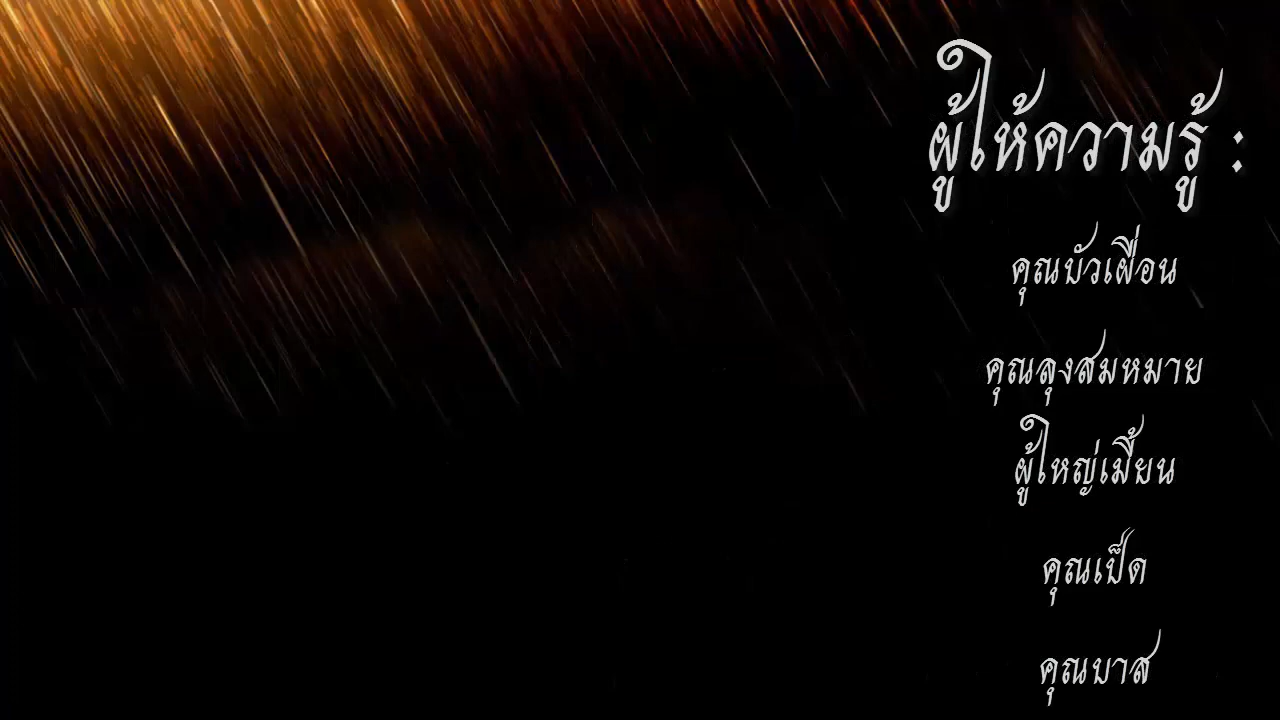 ผู้ให้ความรู้ :
คุณบัวเผื่อน
คุณลุงสมหมาย
ผู้ใหญ่เมี้ยน
คุณเป็ด
คุณบาส